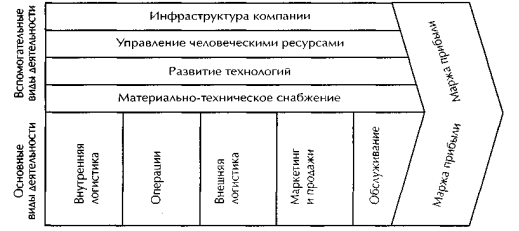 Вспомогательные
виды деятельности
Инфраструктура компании
Управление человеческими ресурсами
Развитие технологий
Материально-техническое снабжение
Маржа прибыли
Основные
виды деятельности
Внутренняя
логистика
Операции
Внешняя
логистика
Маркетинг
и продажи
Обслуживание
Маржа прибыли